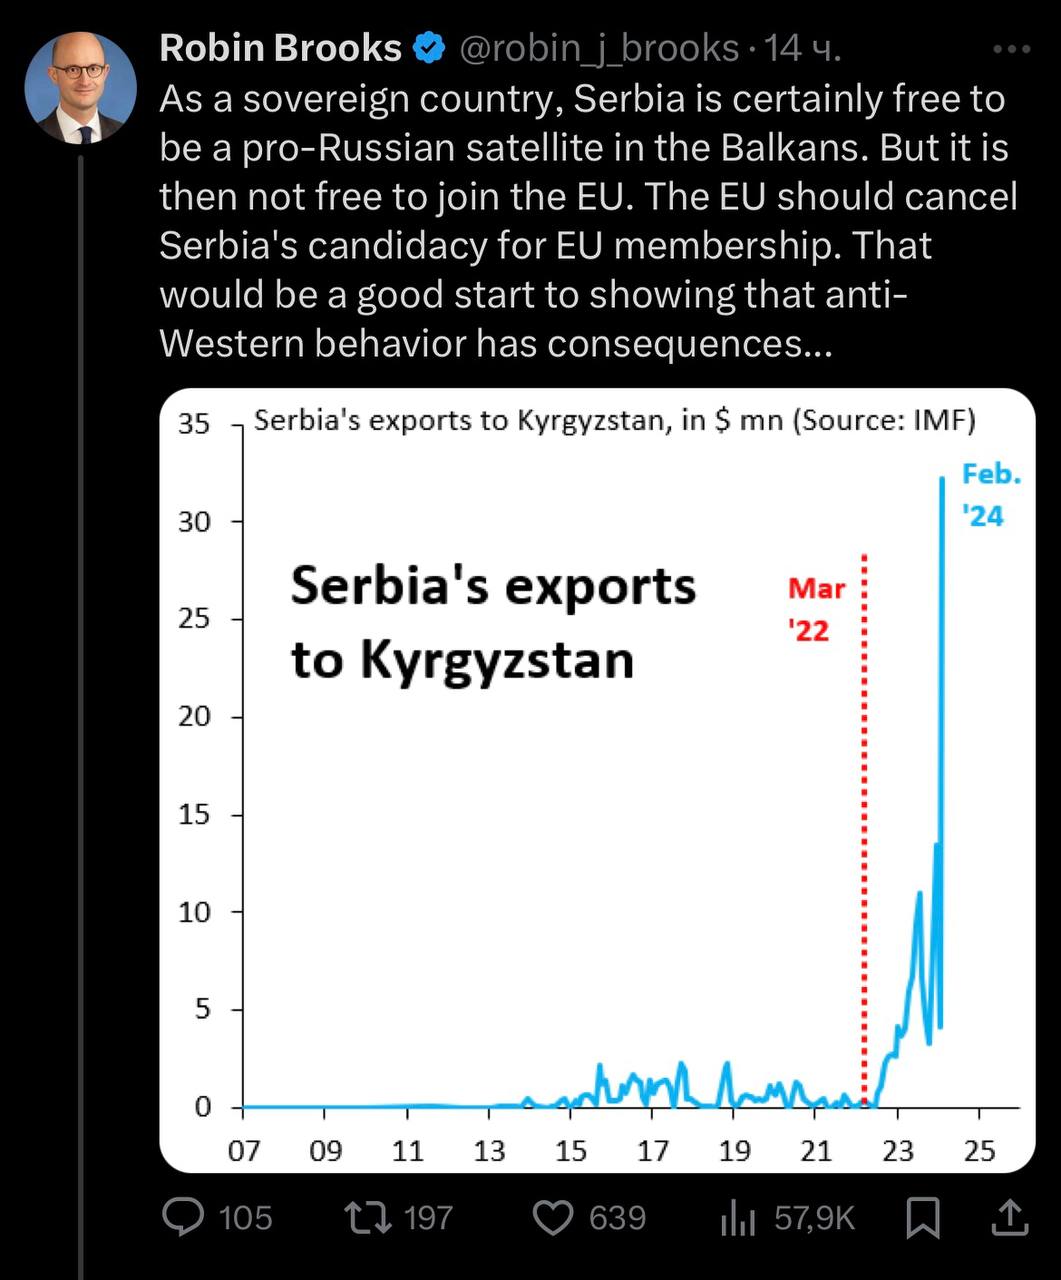 Robin Brooks @robin_j_brooks · 14 ч.
As a sovereign country, Serbia is certainly free to
be a pro-Russian satellite in the Balkans. But it is
then not free to join the EU. The EU should cancel
Serbia's candidacy for EU membership. That
would be a good start to showing that anti-
Western behavior has consequences...
Serbia's exports to Kyrgyzstan, in $ mn (Source: IMF)
35
30
25
20
15
10
5
0
Feb.
'24
Serbia's exports
to Kyrgyzstan
Mar
'22
07 09 11 13 15 17 19 21 23 25
105 197 639 57,9K